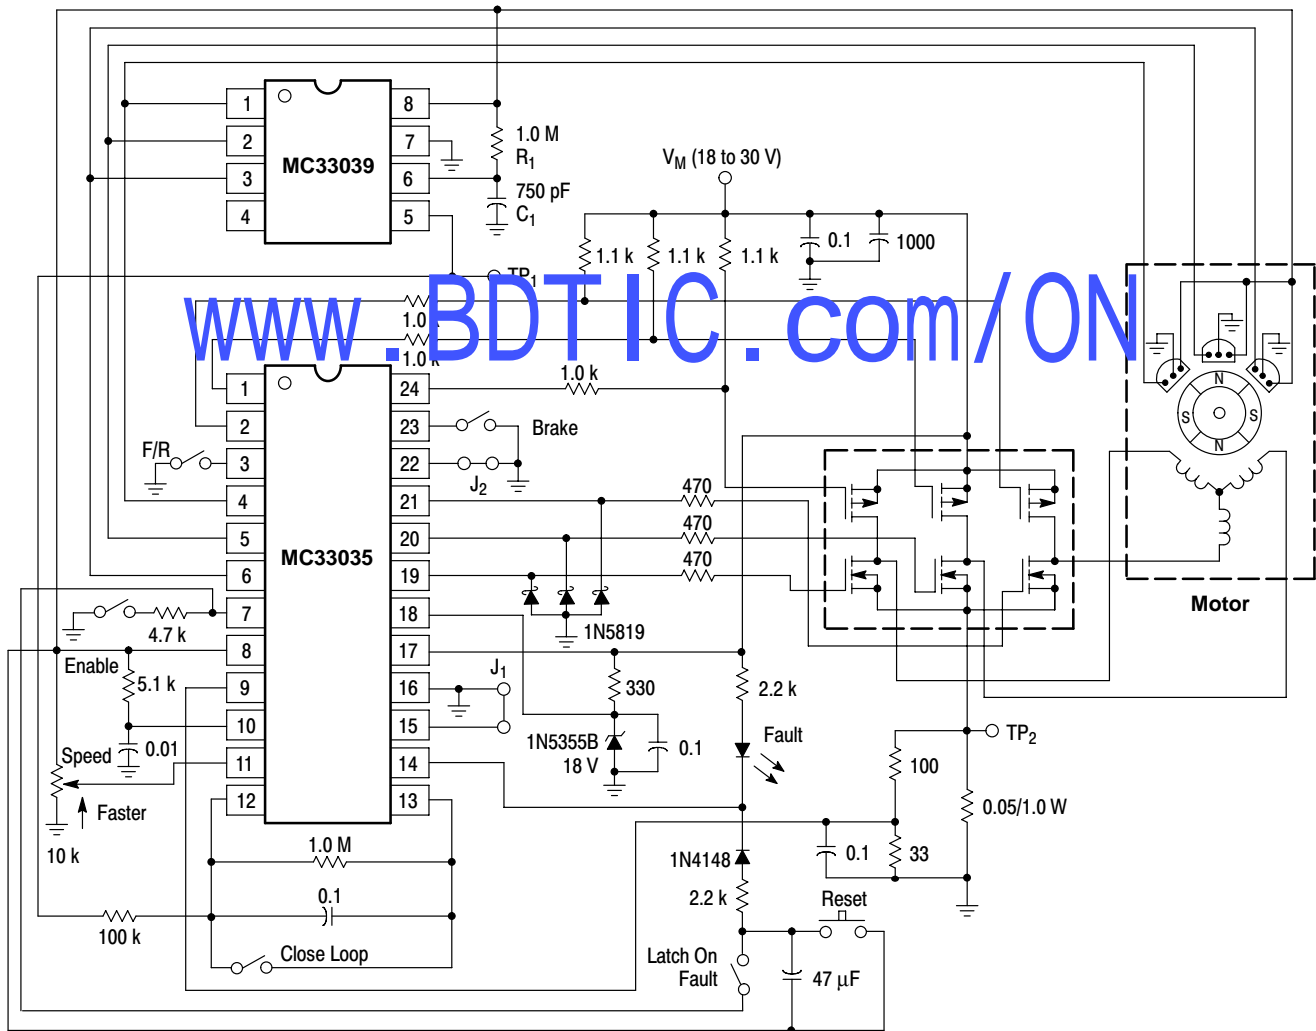 1
2
3
4
MC33039
8
7
6
5
1.0 M
R1
750 pF
C1
VM (18 to 30 V)
1.1 k
1.1 k
1.1 k
0.1
1000
TP1
1.0 k
1.0 k
www.BDTIC.com/ON
1.0 k
N
S
S
N
Motor
F/R
1
2
3
4
5
6
7
8
9
10
11
12
MC33035
24
23
22
21
20
19
18
17
16
15
14
13
Brake
J2
470
470
470
1N5819
4.7 k
Enable
5.1 k
0.01
Speed
Faster
10 k
J1
330
1N5355B
18 V
0.1
2.2 k
Fault
TP2
100
0.05/1.0 W
33
0.1
1N4148
2.2 k
Reset
1.0 M
0.1
100 k
Close Loop
Latch On
Fault
47 µF